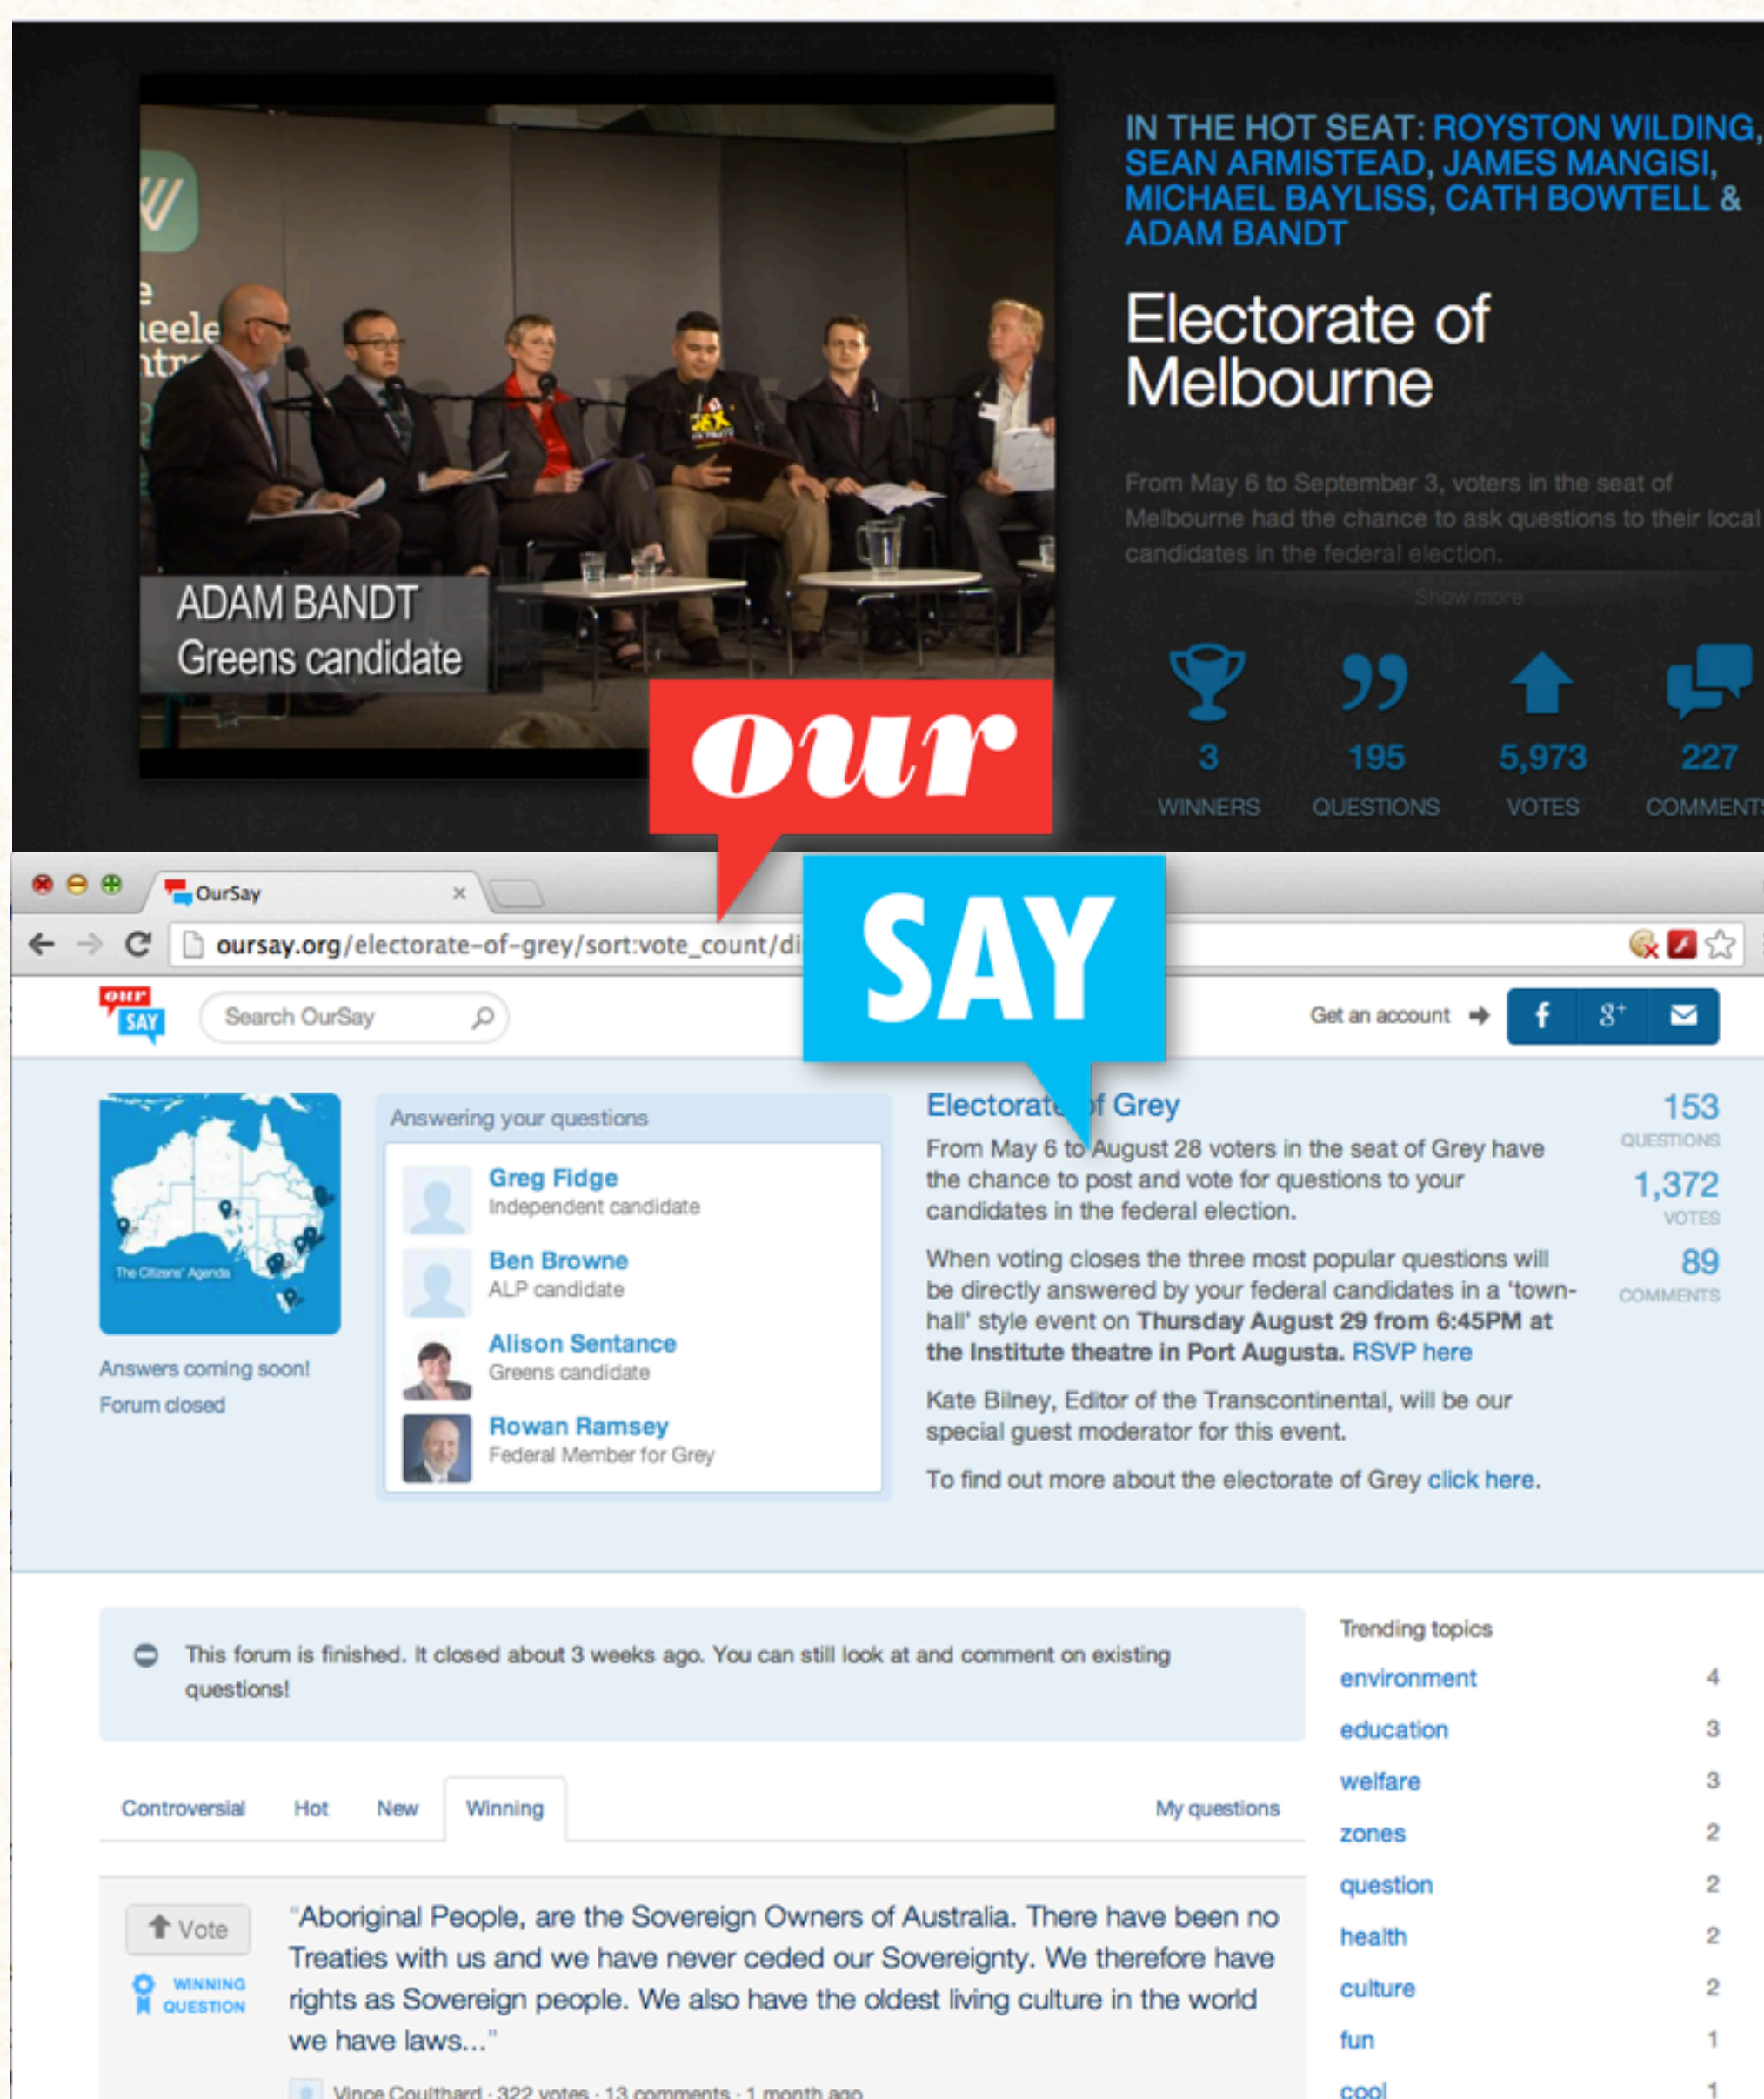 IN THE HOT SEAT: ROYSTON WILDING,
SEAN ARMISTEAD, JAMES MANGISI,
MICHAEL BAYLISS, CATH BOWTELL &
ADAM BANDT
Electorate of
Melbourne
From May 6 to September 3, voters in the seat of
Melbourne had the chance to ask questions to their local
candidates in the federal election.
Show more
ADAM BANDT
Greens candidate
3
WINNERS
195
QUESTIONS
5,973
VOTES
227
COMMENTS
our
SAY
OurSay
oursay.org/electorate-of-grey/sort:vote_count/di
our
SAY
Search OurSay
Get an account
The Citizens' Agenda
Answers coming soon!
Forum closed
Answering your questions
Greg Fidge
Independent candidate
Ben Browne
ALP candidate
Alison Sentance
Greens candidate
Rowan Ramsey
Federal Member for Grey
Electorate of Grey
From May 6 to August 28 voters in the seat of Grey have
the chance to post and vote for questions to your
candidates in the federal election.
When voting closes the three most popular questions will
be directly answered by your federal candidates in a 'town-
hall' style event on Thursday August 29 from 6:45PM at
the Institute theatre in Port Augusta. RSVP here
Kate Bilney, Editor of the Transcontinental, will be our
special guest moderator for this event.
To find out more about the electorate of Grey click here.
153
QUESTIONS
1,372
VOTES
89
COMMENTS
This forum is finished. It closed about 3 weeks ago. You can still look at and comment on existing
questions!
Controversial Hot New Winning My questions
Vote
WINNING
QUESTION
"Aboriginal People, are the Sovereign Owners of Australia. There have been no
Treaties with us and we have never ceded our Sovereignty. We therefore have
rights as Sovereign people. We also have the oldest living culture in the world
we have laws..."
Vince Coulthard · 322 votes · 13 comments · 1 month ago
Trending topics
environment 4
education 3
welfare 3
zones 2
question 2
health 2
culture 2
fun 1
cool 1